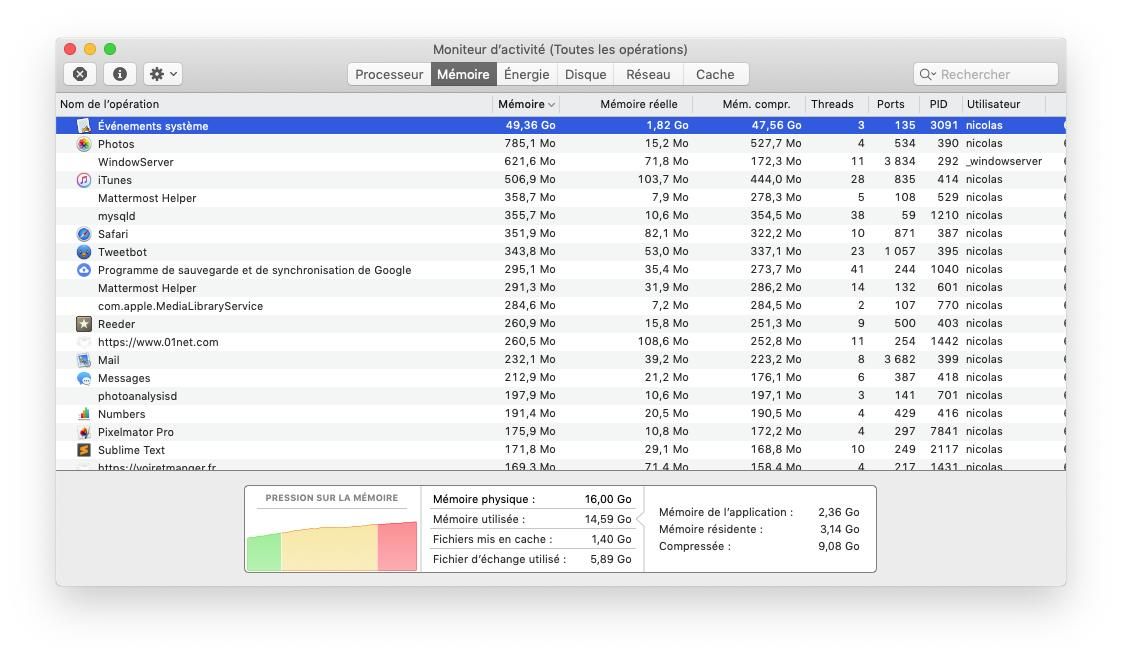 Moniteur d’activité (Toutes les opérations)
Processeur Mémoire Énergie Disque Réseau Cache Rechercher
Nom de l’opération Mémoire Mémoire réelle Mém. compr. Threads Ports PID Utilisateur
Événements système 49,36 Go 1,82 Go 47,56 Go 3 135 3091 nicolas
Photos 785,1 Mo 15,2 Mo 527,7 Mo 4 534 390 nicolas
WindowServer 621,6 Mo 71,8 Mo 172,3 Mo 11 3 834 292 _windowserver
iTunes 506,9 Mo 103,7 Mo 444,0 Mo 28 835 414 nicolas
Mattermost Helper 358,7 Mo 7,9 Mo 278,3 Mo 5 108 529 nicolas
mysqld 355,7 Mo 10,6 Mo 354,5 Mo 38 59 1210 nicolas
Safari 351,9 Mo 82,1 Mo 322,2 Mo 10 871 387 nicolas
Tweetbot 343,8 Mo 53,0 Mo 337,1 Mo 23 1 057 395 nicolas
Programme de sauvegarde et de synchronisation de Google 295,1 Mo 35,4 Mo 273,7 Mo 41 244 1040 nicolas
Mattermost Helper 291,3 Mo 31,9 Mo 286,2 Mo 14 132 601 nicolas
com.apple.MediaLibraryService 284,6 Mo 7,2 Mo 284,5 Mo 2 107 770 nicolas
Reeder 260,9 Mo 15,8 Mo 251,3 Mo 9 500 403 nicolas
https://www.01net.com 260,5 Mo 108,6 Mo 252,8 Mo 11 254 1442 nicolas
Mail 232,1 Mo 39,2 Mo 223,2 Mo 8 3 682 399 nicolas
Messages 212,9 Mo 21,2 Mo 176,1 Mo 6 387 418 nicolas
photoanalysisd 197,9 Mo 10,6 Mo 197,1 Mo 3 141 701 nicolas
Numbers 191,4 Mo 20,5 Mo 190,5 Mo 4 429 416 nicolas
Pixelmator Pro 175,9 Mo 10,8 Mo 172,2 Mo 4 297 7841 nicolas
Sublime Text 171,8 Mo 29,1 Mo 168,8 Mo 10 249 2117 nicolas
https://voiretmanger.fr 169,3 Mo 71,4 Mo 158,4 Mo 4 217 1431 nicolas
PRESSION SUR LA MÉMOIRE
Mémoire physique : 16,00 Go
Mémoire utilisée : 14,59 Go
Fichiers mis en cache : 1,40 Go
Fichier d’échange utilisé : 5,89 Go
Mémoire de l’application : 2,36 Go
Mémoire résidente : 3,14 Go
Compressée : 9,08 Go